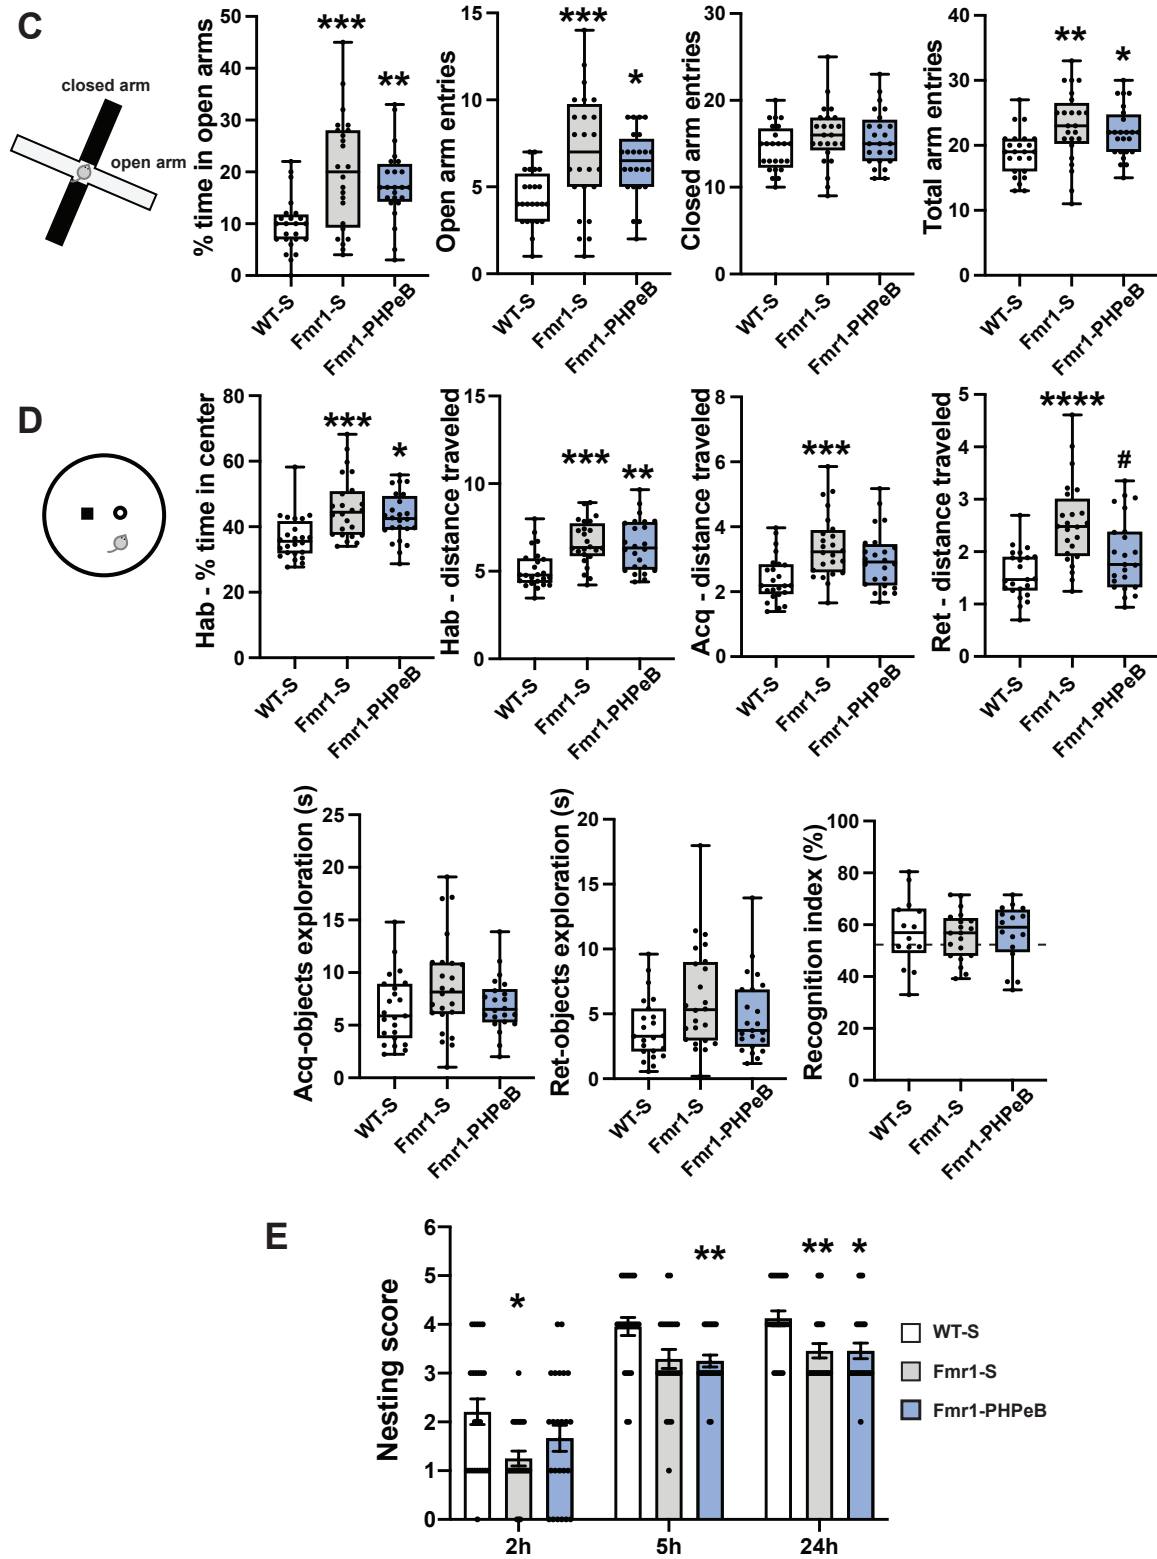 C
closed arm
open arm
% time in open arms
50
40
30
20
10
0
***
**
WT-S
Fmr1-S
Fmr1-PHPeB
Open arm entries
15
10
5
0
***
*
WT-S
Fmr1-S
Fmr1-PHPeB
Closed arm entries
30
20
10
0
WT-S
Fmr1-S
Fmr1-PHPeB
Total arm entries
40
30
20
10
0
**
*
WT-S
Fmr1-S
Fmr1-PHPeB
D
Hab - % time in center
80
60
40
20
0
***
*
WT-S
Fmr1-S
Fmr1-PHPeB
Hab - distance traveled
15
10
5
0
***
**
WT-S
Fmr1-S
Fmr1-PHPeB
Acq - distance traveled
8
6
4
2
0
***
WT-S
Fmr1-S
Fmr1-PHPeB
Ret - distance traveled
5
4
3
2
1
0
****
#
WT-S
Fmr1-S
Fmr1-PHPeB
Acq-objects exploration (s)
25
20
15
10
5
0
WT-S
Fmr1-S
Fmr1-PHPeB
Ret-objects exploration (s)
20
15
10
5
0
WT-S
Fmr1-S
Fmr1-PHPeB
Recognition index (%)
100
80
60
40
20
0
WT-S
Fmr1-S
Fmr1-PHPeB
E
Nesting score
6
5
4
3
2
1
0
*
**
**
*
2h
5h
24h
WT-S
Fmr1-S
Fmr1-PHPeB